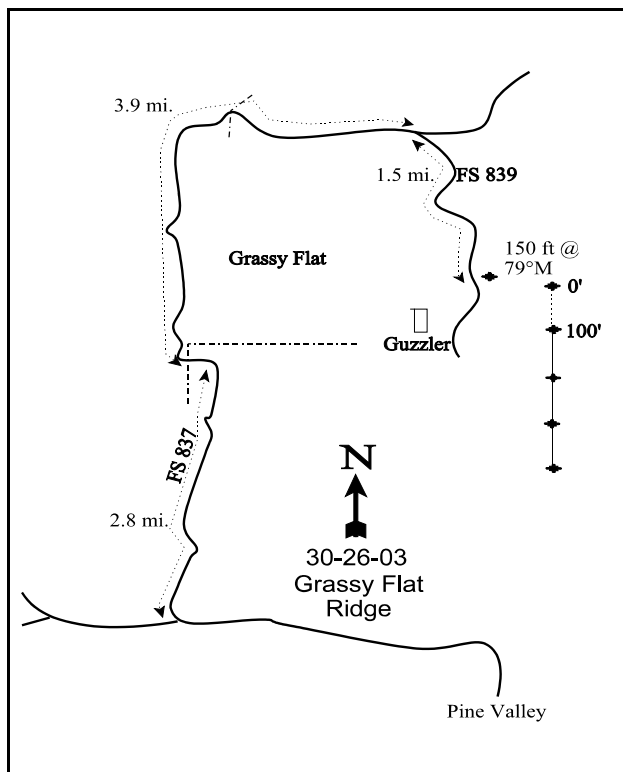 3.9 mi.
1.5 mi.
FS 839
Grassy Flat
150 ft @
79°M
0'
100'
Guzzler
FS 837
2.8 mi.
N
30-26-03
Grassy Flat
Ridge
Pine Valley